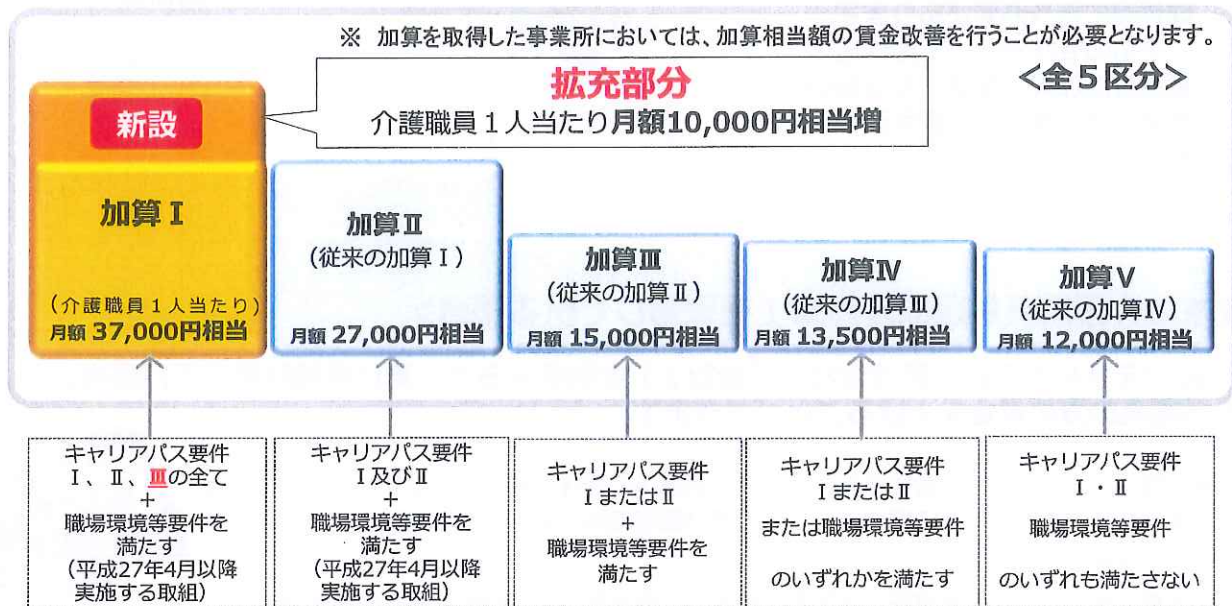 ※ 加算を取得した事業所においては、加算相当額の賃金改善を行うことが必要となります。
<全5区分>
拡充部分
介護職員1人当たり月額10,000円相当増
新設
加算Ⅰ
(介護職員1人当たり)
月額 37,000円相当
加算Ⅱ
(従来の加算Ⅰ)
月額 27,000円相当
加算Ⅲ
(従来の加算Ⅱ)
月額 15,000円相当
加算Ⅳ
(従来の加算Ⅲ)
月額 13,500円相当
加算Ⅴ
(従来の加算Ⅳ)
月額 12,000円相当
キャリアパス要件
Ⅰ、Ⅱ、Ⅲの全て
+
職場環境等要件を
満たす
(平成27年4月以降
実施する取組)
キャリアパス要件
Ⅰ及びⅡ
+
職場環境等要件を
満たす
(平成27年4月以降
実施する取組)
キャリアパス要件
ⅠまたはⅡ
+
職場環境等要件を
満たす
キャリアパス要件
ⅠまたはⅡ
または職場環境等要件
のいずれかを満たす
キャリアパス要件
Ⅰ・Ⅱ
職場環境等要件
のいずれも満たさない